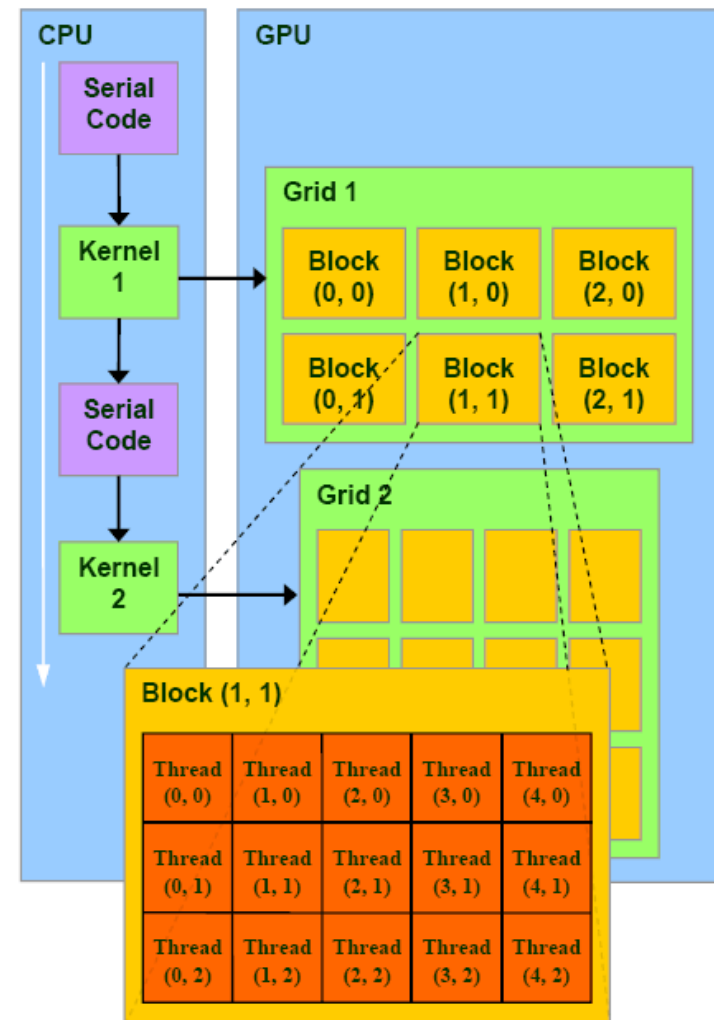 CPU
Serial
Code
Kernel
1
Serial
Code
Kernel
2
GPU
Grid 1
Block
(0, 0)
Block
(1, 0)
Block
(2, 0)
Block
(0, 1)
Block
(1, 1)
Block
(2, 1)
Grid 2
Block (1, 1)
Thread
(0, 0)
Thread
(1, 0)
Thread
(2, 0)
Thread
(3, 0)
Thread
(4, 0)
Thread
(0, 1)
Thread
(1, 1)
Thread
(2, 1)
Thread
(3, 1)
Thread
(4, 1)
Thread
(0, 2)
Thread
(1, 2)
Thread
(2, 2)
Thread
(3, 2)
Thread
(4, 2)